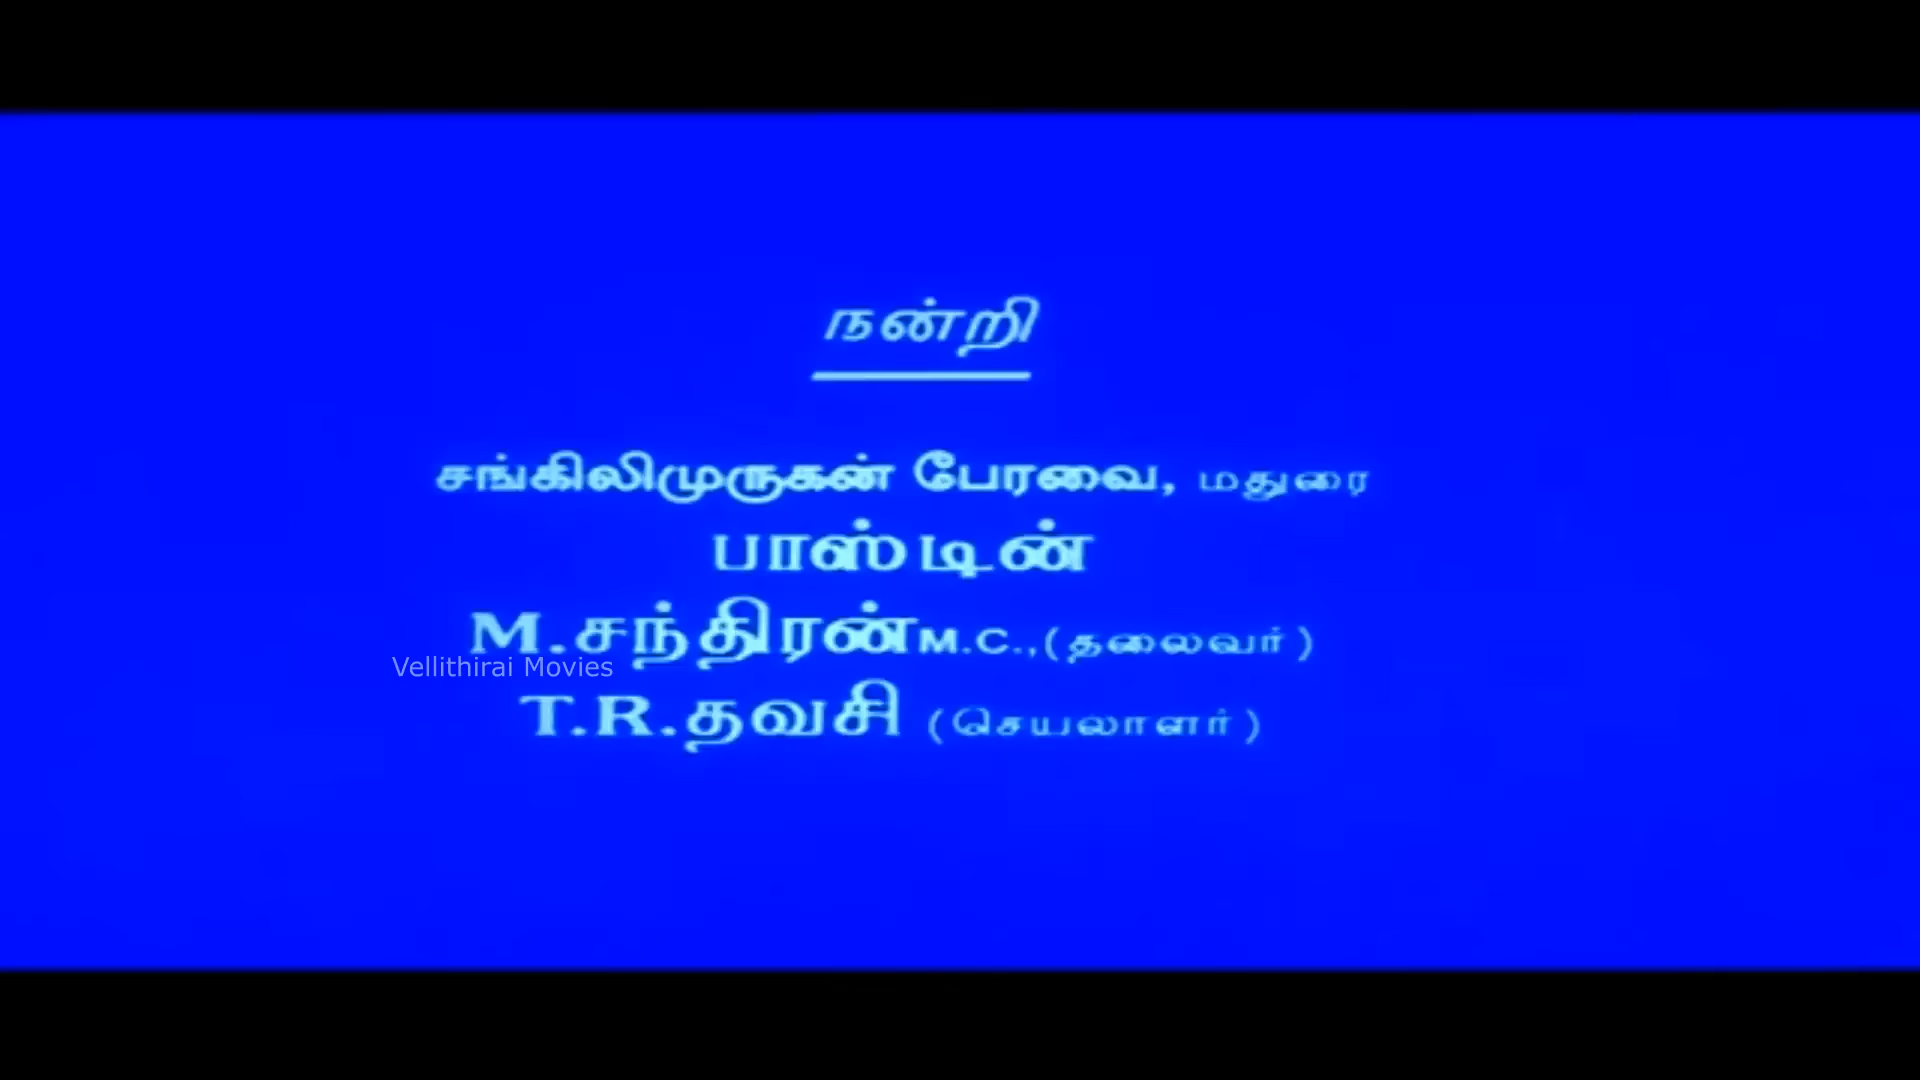 நன்றி
சங்கிலிமுருகன் பேரவை, மதுரை
பாஸ்டின்
M.சந்திரன் M.C.,(தலைவர்)
Vellithirai Movies
T.R.தவசி (செயலாளர்)